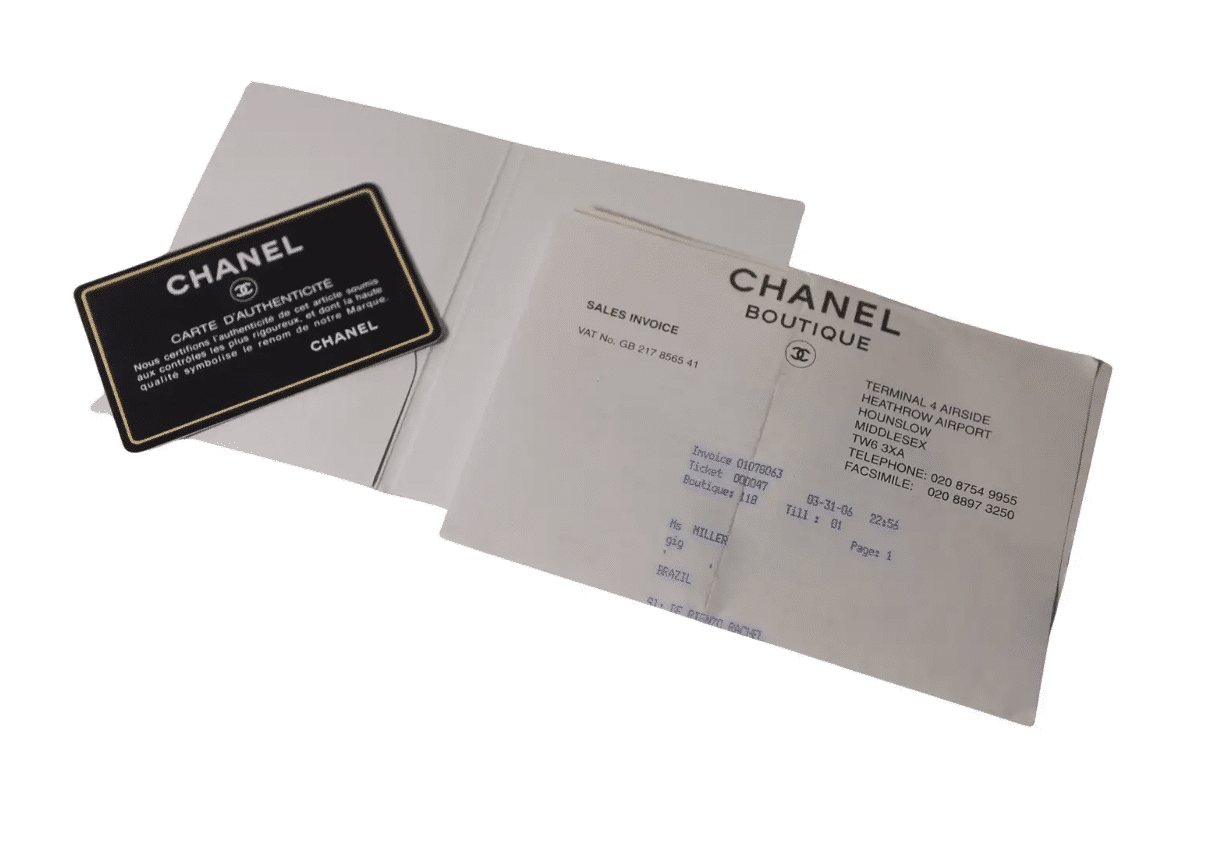 CHANEL
CARTE D'AUTHENTICITÉ
Nous certifions l'authenticité de cet article soumis
aux contrôles les plus rigoureux, et dont la haute
qualité symbolise le renom de notre Marque.
CHANEL
CHANEL
BOUTIQUE
SALES INVOICE
VAT No. GB 217 8565 41
TERMINAL 4 AIRSIDE
HEATHROW AIRPORT
HOUNSLOW
MIDDLESEX
TW6 3XA
TELEPHONE: 020 8754 9955
FACSIMILE: 020 8897 3250
Invoice 01078063
Ticket 000047
Boutique: 118
03-31-06 22:56
Till : 01
Page: 1
Ms MILLER
gig
BRAZIL
RACHEL